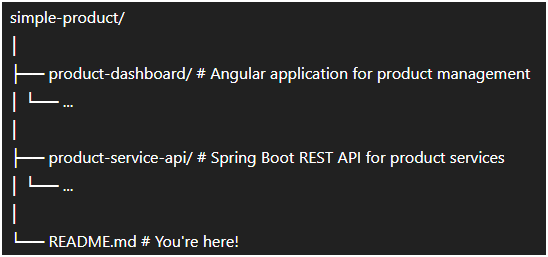 simple-product/
│
├── product-dashboard/ # Angular application for product management
│ └── ...
│
├── product-service-api/ # Spring Boot REST API for product services
│ └── ...
│
└── README.md # You're here!